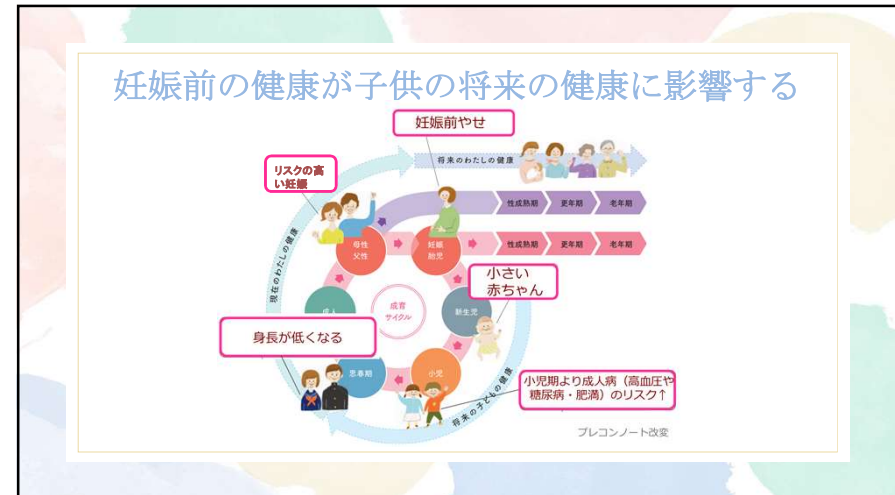 妊娠前の健康が子供の将来の健康に影響する
妊娠前やせ
将来のわたしの健康
リスクの高
い妊娠
性成熟期 更年期 老年期
母性
父性
妊娠
胎児
性成熟期 更年期 老年期
現在のわたしの健康
小さい
赤ちゃん
成育
サイクル
新生児
成人
身長が低くなる
思春期
小児
小児期より成人病（高血圧や
糖尿病・肥満）のリスク↑
将来の子どもの健康
プレコンノート改変